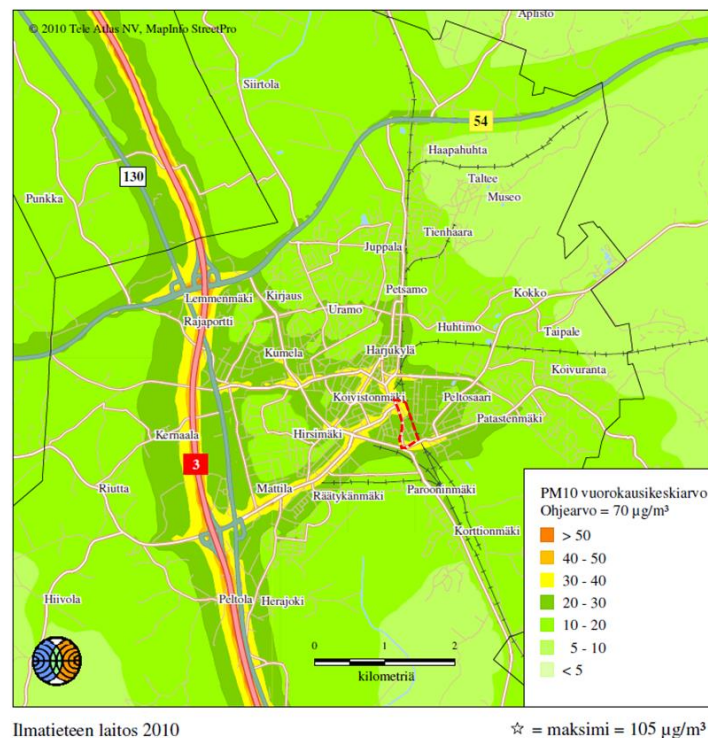 © 2010 Tele Atlas NV, MapInfo StreetPro
Aplisto
Siirtola
54
Haapahuhta
130
Taltee
Museo
Punkka
Tienhaara
Juppala
Petsamo
Lemmenmäki
Kirjaus
Kokko
Rajaportti
Uramo
Huhtimo
Taipale
Kumela
Harjukylä
Koivuranta
Koivistonmäki
Peltosaari
Patastenmäki
Kernaala
Hirsimäki
3
Riutta
Mattila
Räätykänmäki
Parooninmäki
Korttionmäki
Hiivola
Peltola
Herajoki
0 1 2
kilometriä
PM10 vuorokausikeskiarvo
Ohjearvo = 70 µg/m³
> 50
40 - 50
30 - 40
20 - 30
10 - 20
5 - 10
< 5
Ilmatieteen laitos 2010
☆ = maksimi = 105 µg/m³